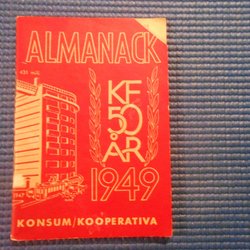 ALMANACK
KF
50
ÅR
1949
KONSUM/KOOPERATIVA